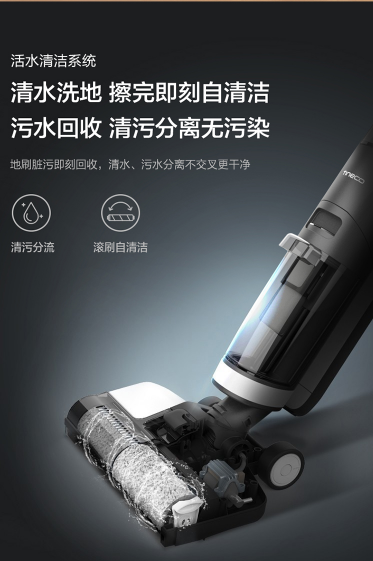 活水清洁系统
清水洗地 擦完即刻自清洁
污水回收 清污分离无污染
地刷脏污即刻回收，清水、污水分离不交叉更干净
TINECO
清污分流
滚刷自清洁